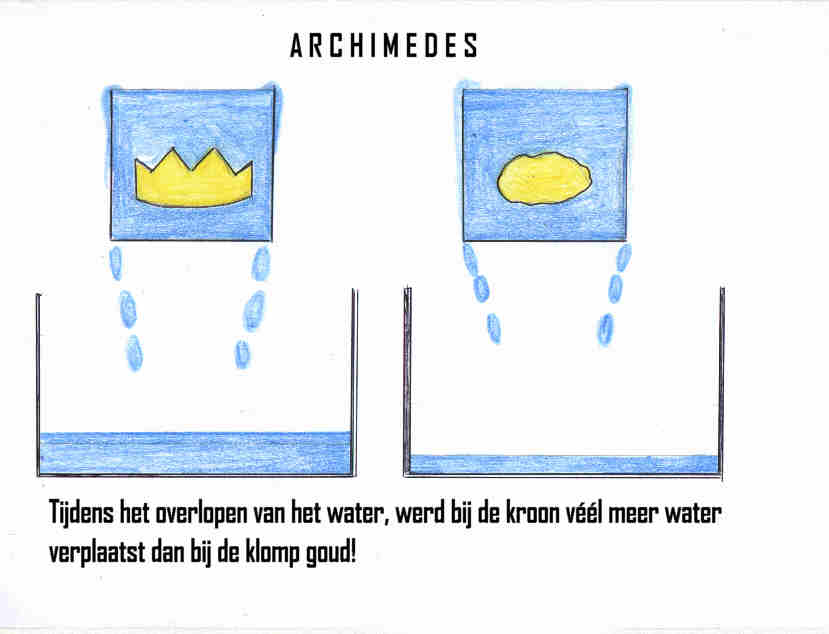 ARCHIMEDES
Tijdens het overlopen van het water, werd bij de kroon véél meer water
verplaatst dan bij de klomp goud!